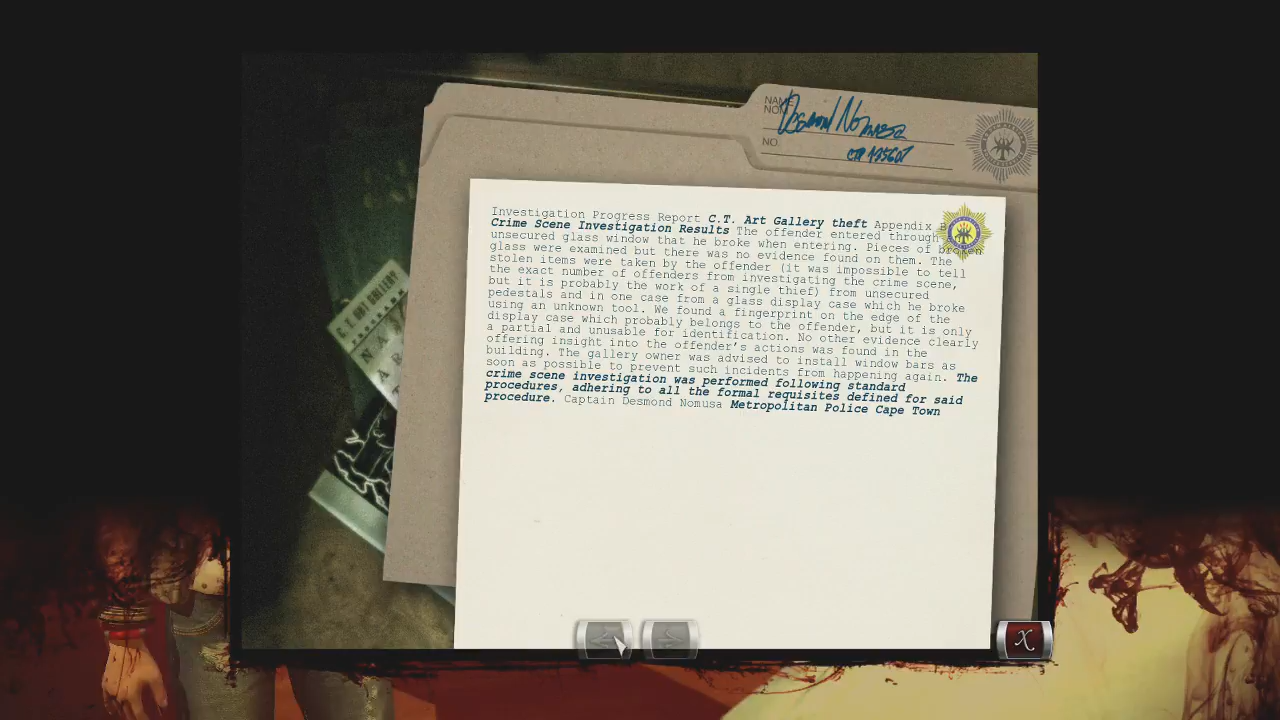 NAME
NOM
Desmond Nomusa
NO.
Investigation Progress Report C.T. Art Gallery theft Appendix
Crime Scene Investigation Results The offender entered through
unsecured glass window that he broke when entering. Pieces of broken
glass were examined but there was no evidence found on them. The
stolen items were taken by the offender (it was impossible to tell
the exact number of offenders from investigating the crime scene,
but it is probably the work of a single thief) from unsecured
pedestals and in one case from a glass display case which he broke
using an unknown tool. We found a fingerprint on the edge of the
display case which probably belongs to the offender, but it is only
a partial and unusable for identification. No other evidence clearly
offering insight into the offender's actions was found in the
building. The gallery owner was advised to install window bars as
soon as possible to prevent such incidents from happening again. The
crime scene investigation was performed following standard
procedures, adhering to all the formal requisites defined for said
procedure. Captain Desmond Nomusa Metropolitan Police Cape Town
C.T. ART GALLERY
X